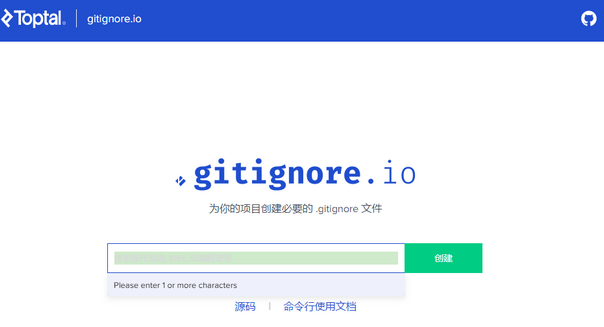 Toptal® gitignore.io
gitignore.io
为你的项目创建必要的 .gitignore 文件
创建
Please enter 1 or more characters
源码 | 命令行使用文档